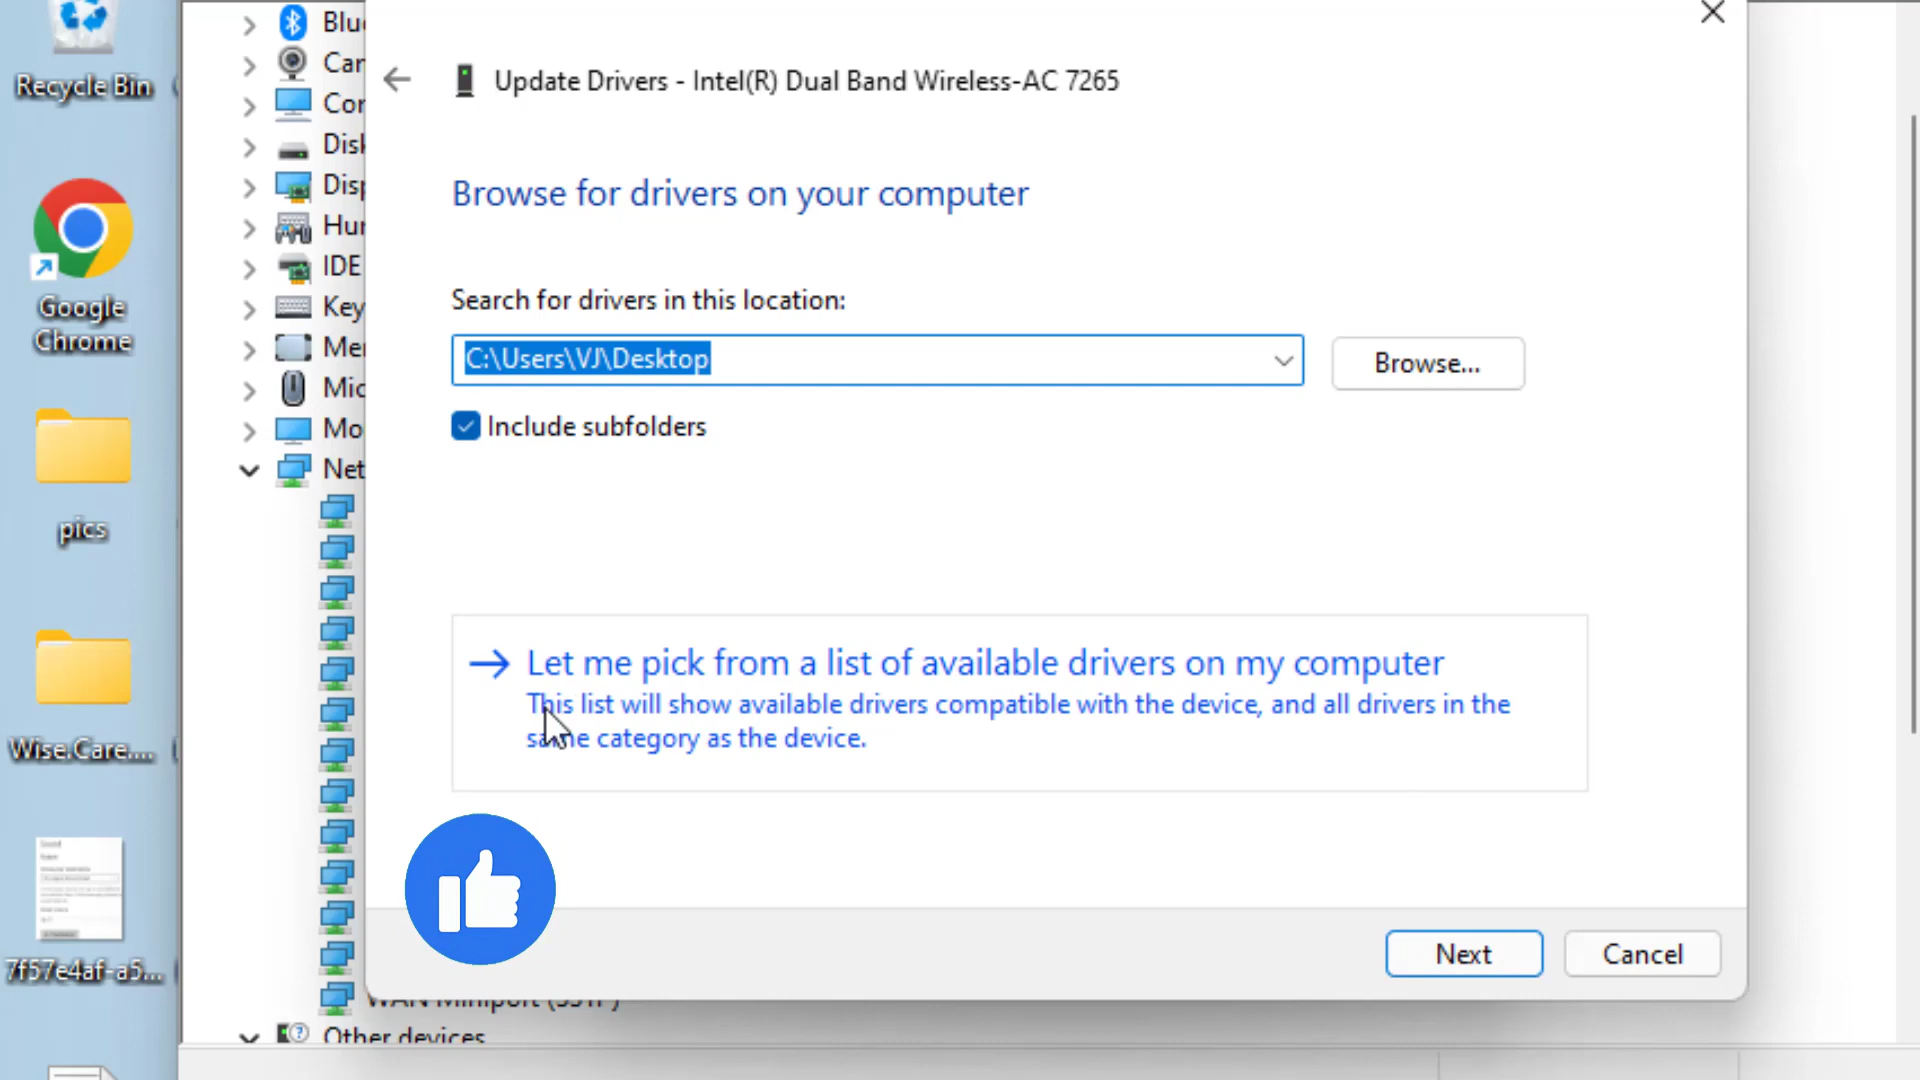 Recycle Bin
Google
Chrome
pics
Wise.Care....
7f57e4af-a5...
Blu
Car
Cor
Disk
Disp
Hur
IDE
Key
Mer
Mic
Mo
Net
WAN Miniport (SSTP)
Other devices
Update Drivers - Intel(R) Dual Band Wireless-AC 7265
Browse for drivers on your computer
Search for drivers in this location:
C:\Users\VJ\Desktop
Browse...
Include subfolders
Let me pick from a list of available drivers on my computer
This list will show available drivers compatible with the device, and all drivers in the
same category as the device.
Next
Cancel